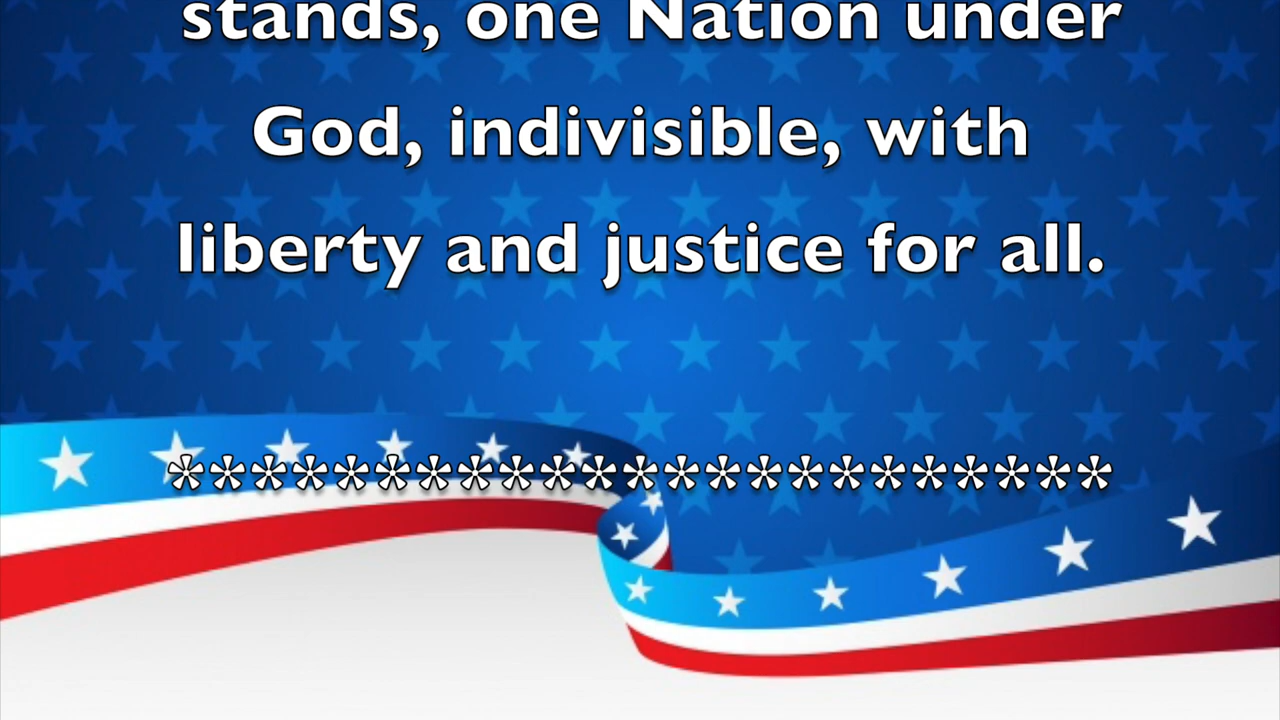 stands, one Nation under
God, indivisible, with
liberty and justice for all.
***********************